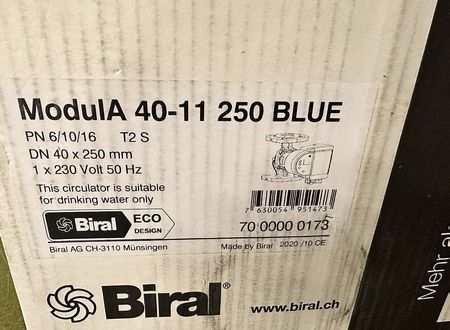 ModulA 40-11 250 BLUE
PN 6/10/16 T2 S
DN 40 x 250 mm
1 x 230 Volt 50 Hz
This circulator is suitable
for drinking water only
7 630054 951473
Biral ECO DESIGN
70 0000 0173
Biral AG CH-3110 Münsingen Made by Biral 2020 /10 CE
Biral
www.biral.ch
Mehr ak